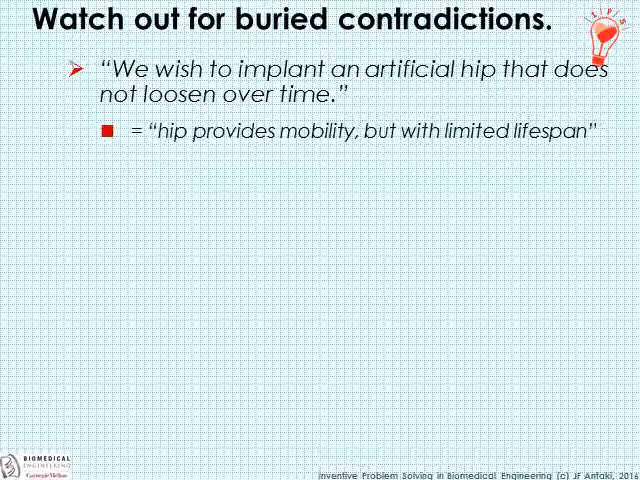 Watch out for buried contradictions.
I P S
“We wish to implant an artificial hip that does
not loosen over time.”
= “hip provides mobility, but with limited lifespan”
BIOMEDICAL
ENGINEERING
Carnegie Mellon
Inventive Problem Solving in Biomedical Engineering (c) JF Antaki, 2016